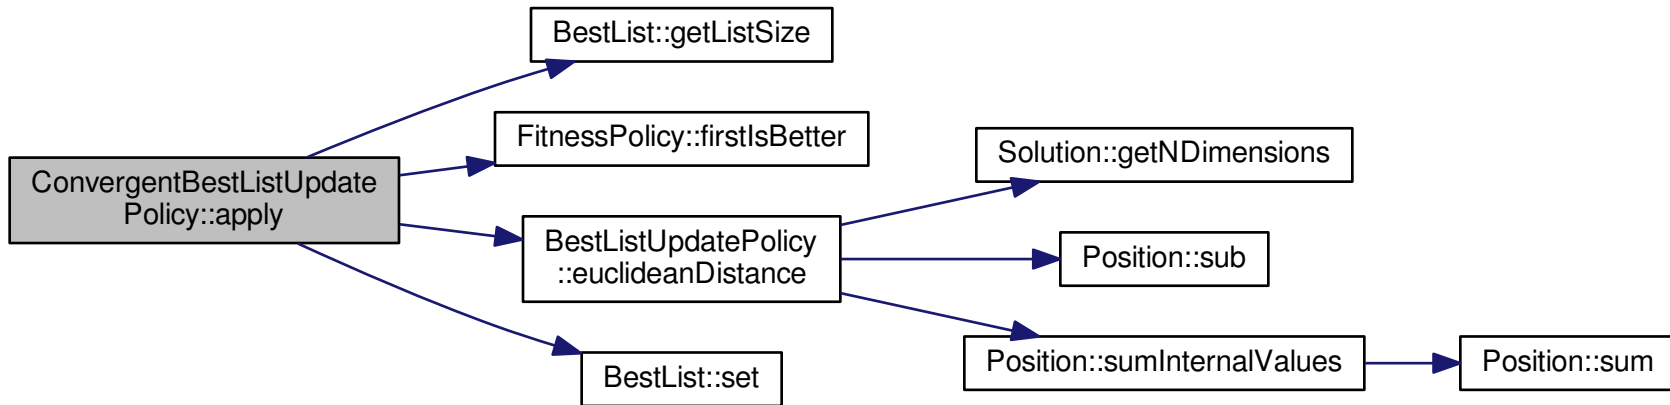 BestList::getListSize
FitnessPolicy::firstIsBetter
ConvergentBestListUpdate
Policy::apply
BestListUpdatePolicy
::euclideanDistance
BestList::set
Solution::getNDimensions
Position::sub
Position::sumInternalValues
Position::sum